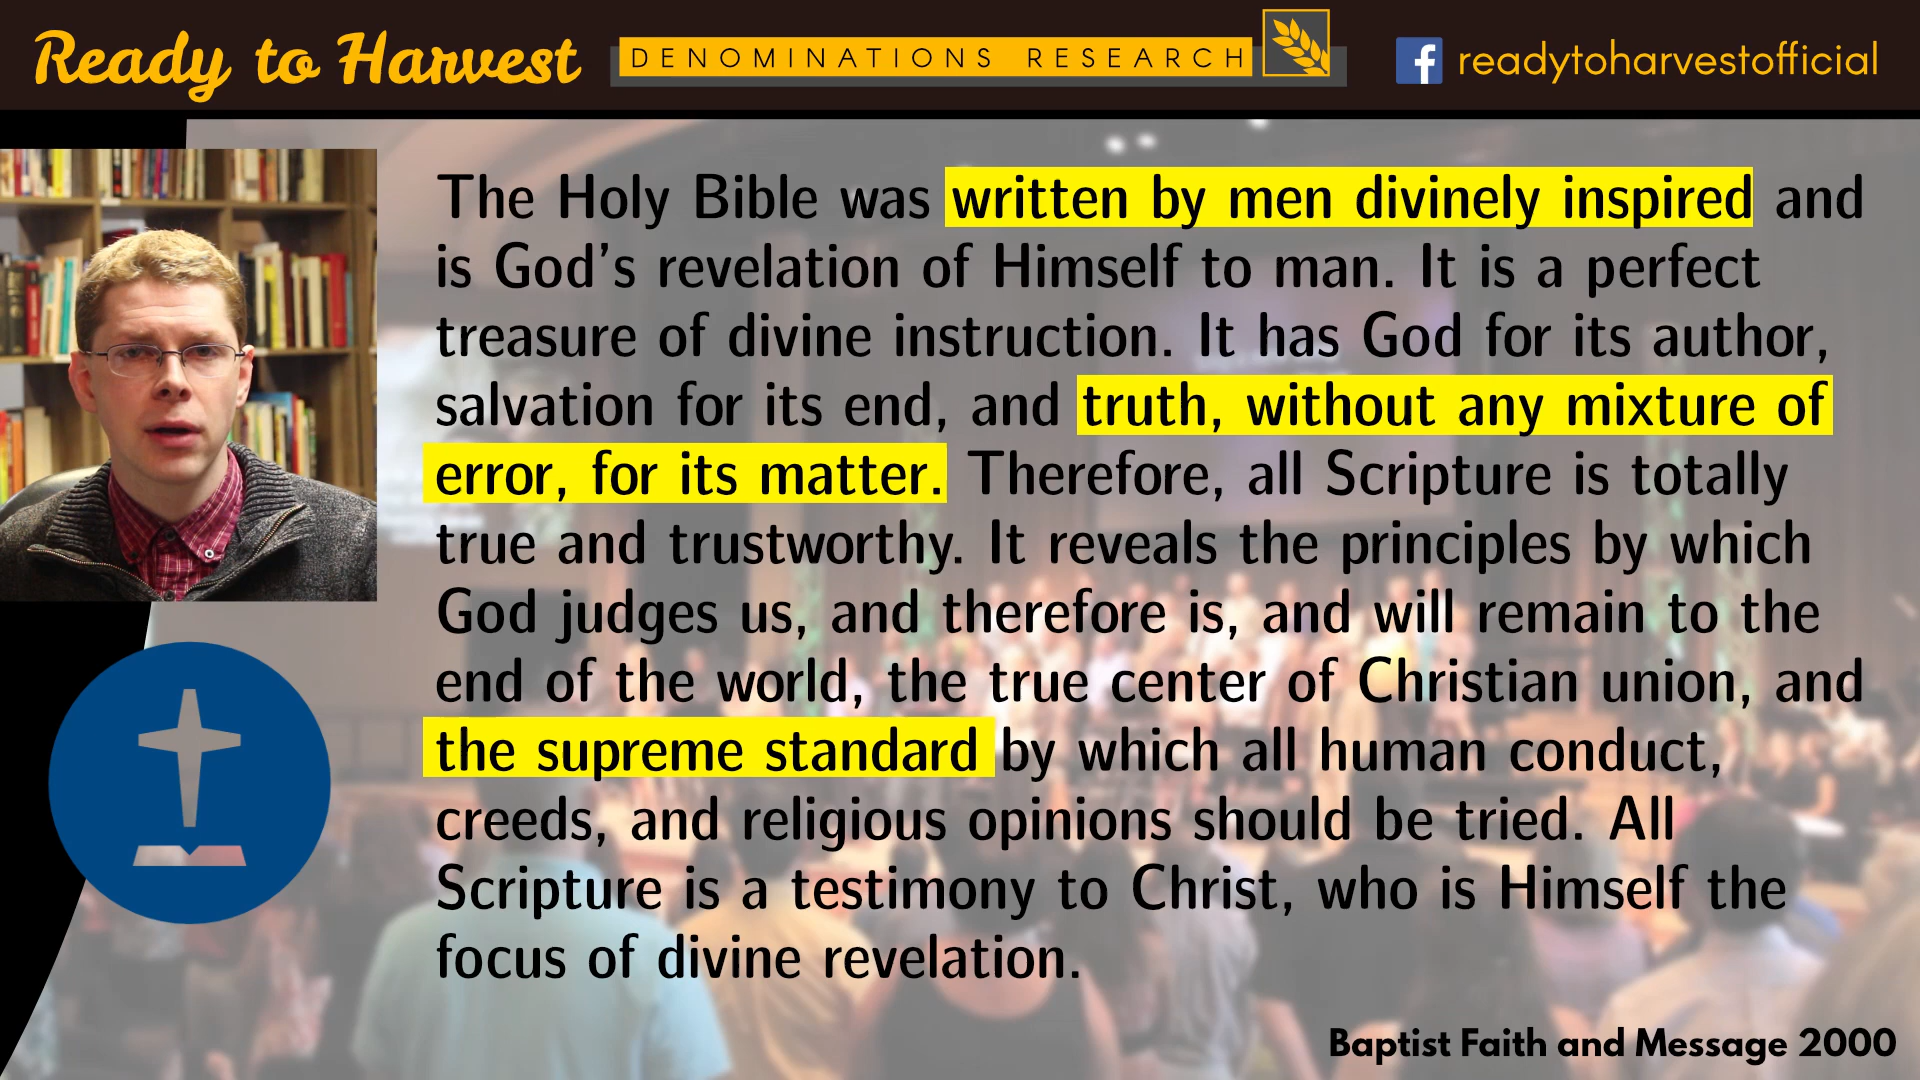 Ready to Harvest
DENOMINATIONS RESEARCH
readytoharvestofficial
The Holy Bible was written by men divinely inspired and
is God's revelation of Himself to man. It is a perfect
treasure of divine instruction. It has God for its author,
salvation for its end, and truth, without any mixture of
error, for its matter. Therefore, all Scripture is totally
true and trustworthy. It reveals the principles by which
God judges us, and therefore is, and will remain to the
end of the world, the true center of Christian union, and
the supreme standard by which all human conduct,
creeds, and religious opinions should be tried. All
Scripture is a testimony to Christ, who is Himself the
focus of divine revelation.
Baptist Faith and Message 2000